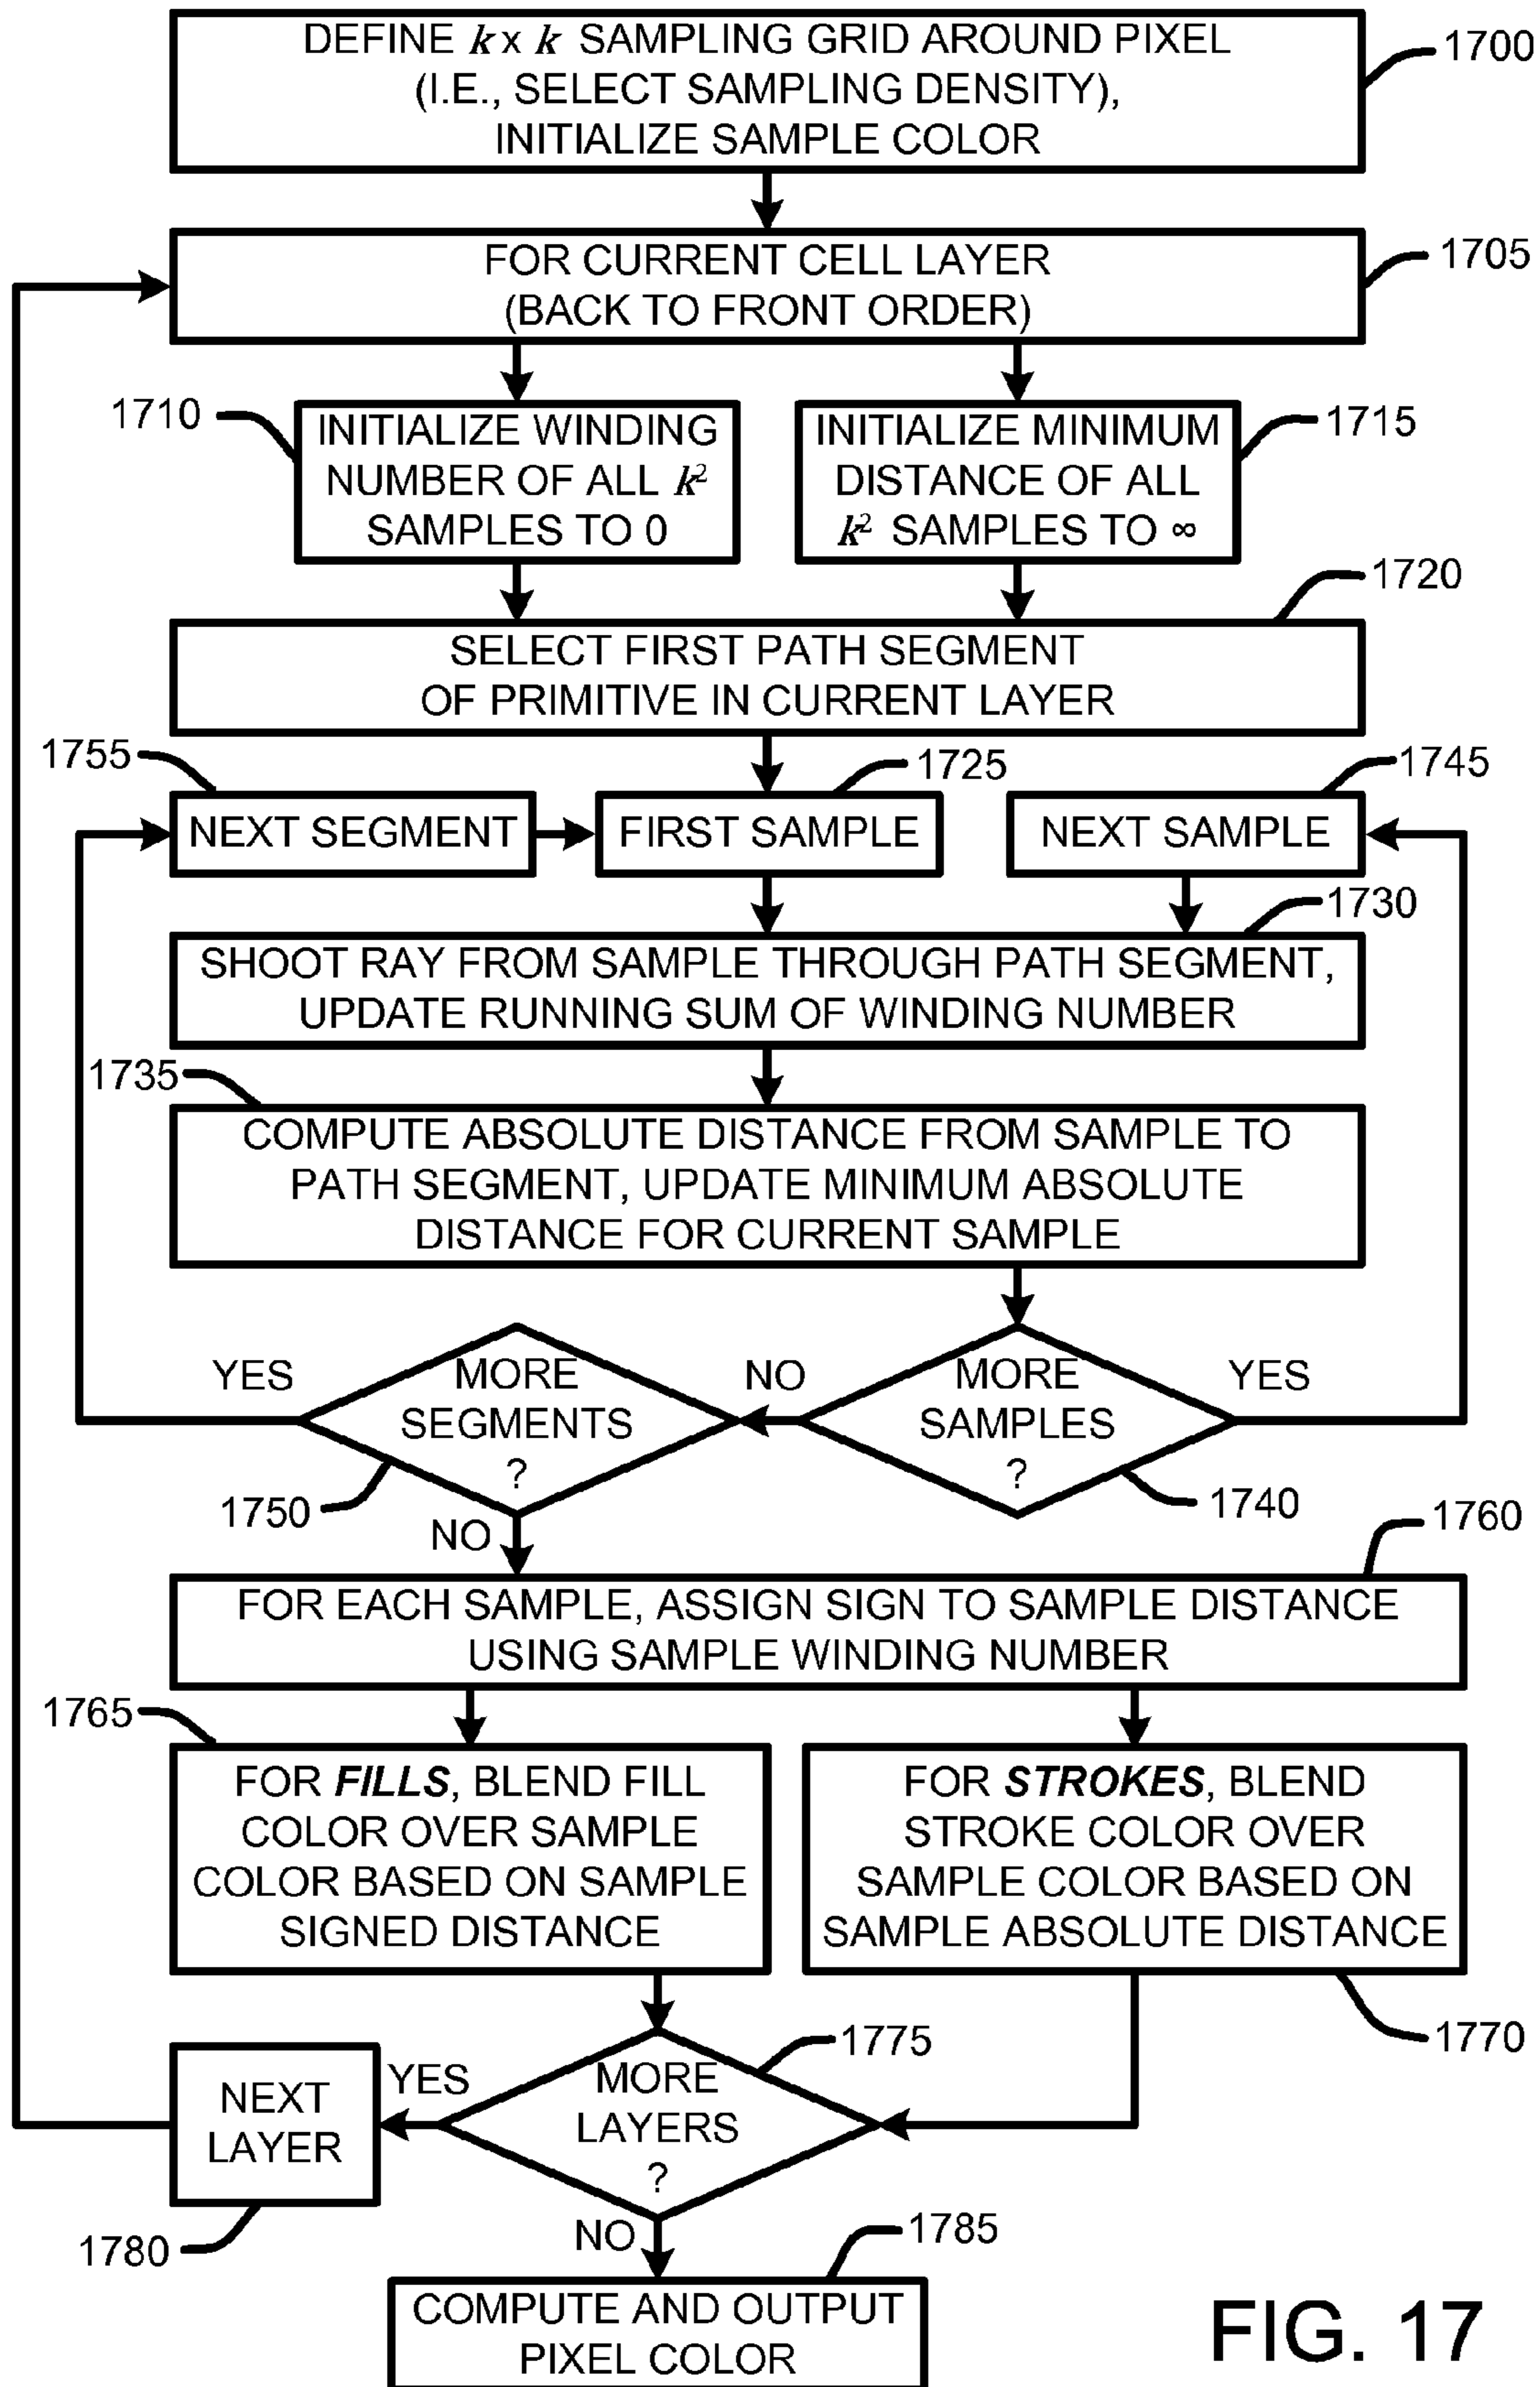 DEFINE k x k SAMPLING GRID AROUND PIXEL
(I.E., SELECT SAMPLING DENSITY),
INITIALIZE SAMPLE COLOR
1700
FOR CURRENT CELL LAYER
(BACK TO FRONT ORDER)
1705
1710
INITIALIZE WINDING
NUMBER OF ALL k²
SAMPLES TO 0
INITIALIZE MINIMUM
DISTANCE OF ALL
k² SAMPLES TO ∞
1715
1720
SELECT FIRST PATH SEGMENT
OF PRIMITIVE IN CURRENT LAYER
1755
1725
1745
NEXT SEGMENT
FIRST SAMPLE
NEXT SAMPLE
1730
SHOOT RAY FROM SAMPLE THROUGH PATH SEGMENT,
UPDATE RUNNING SUM OF WINDING NUMBER
1735
COMPUTE ABSOLUTE DISTANCE FROM SAMPLE TO
PATH SEGMENT, UPDATE MINIMUM ABSOLUTE
DISTANCE FOR CURRENT SAMPLE
YES
MORE
SEGMENTS
?
NO
MORE
SAMPLES
?
YES
1750
1740
NO
1760
FOR EACH SAMPLE, ASSIGN SIGN TO SAMPLE DISTANCE
USING SAMPLE WINDING NUMBER
1765
FOR FILLS, BLEND FILL
COLOR OVER SAMPLE
COLOR BASED ON SAMPLE
SIGNED DISTANCE
FOR STROKES, BLEND
STROKE COLOR OVER
SAMPLE COLOR BASED ON
SAMPLE ABSOLUTE DISTANCE
1770
1775
NEXT
LAYER
YES
MORE
LAYERS
?
1780
NO
1785
COMPUTE AND OUTPUT
PIXEL COLOR
FIG. 17